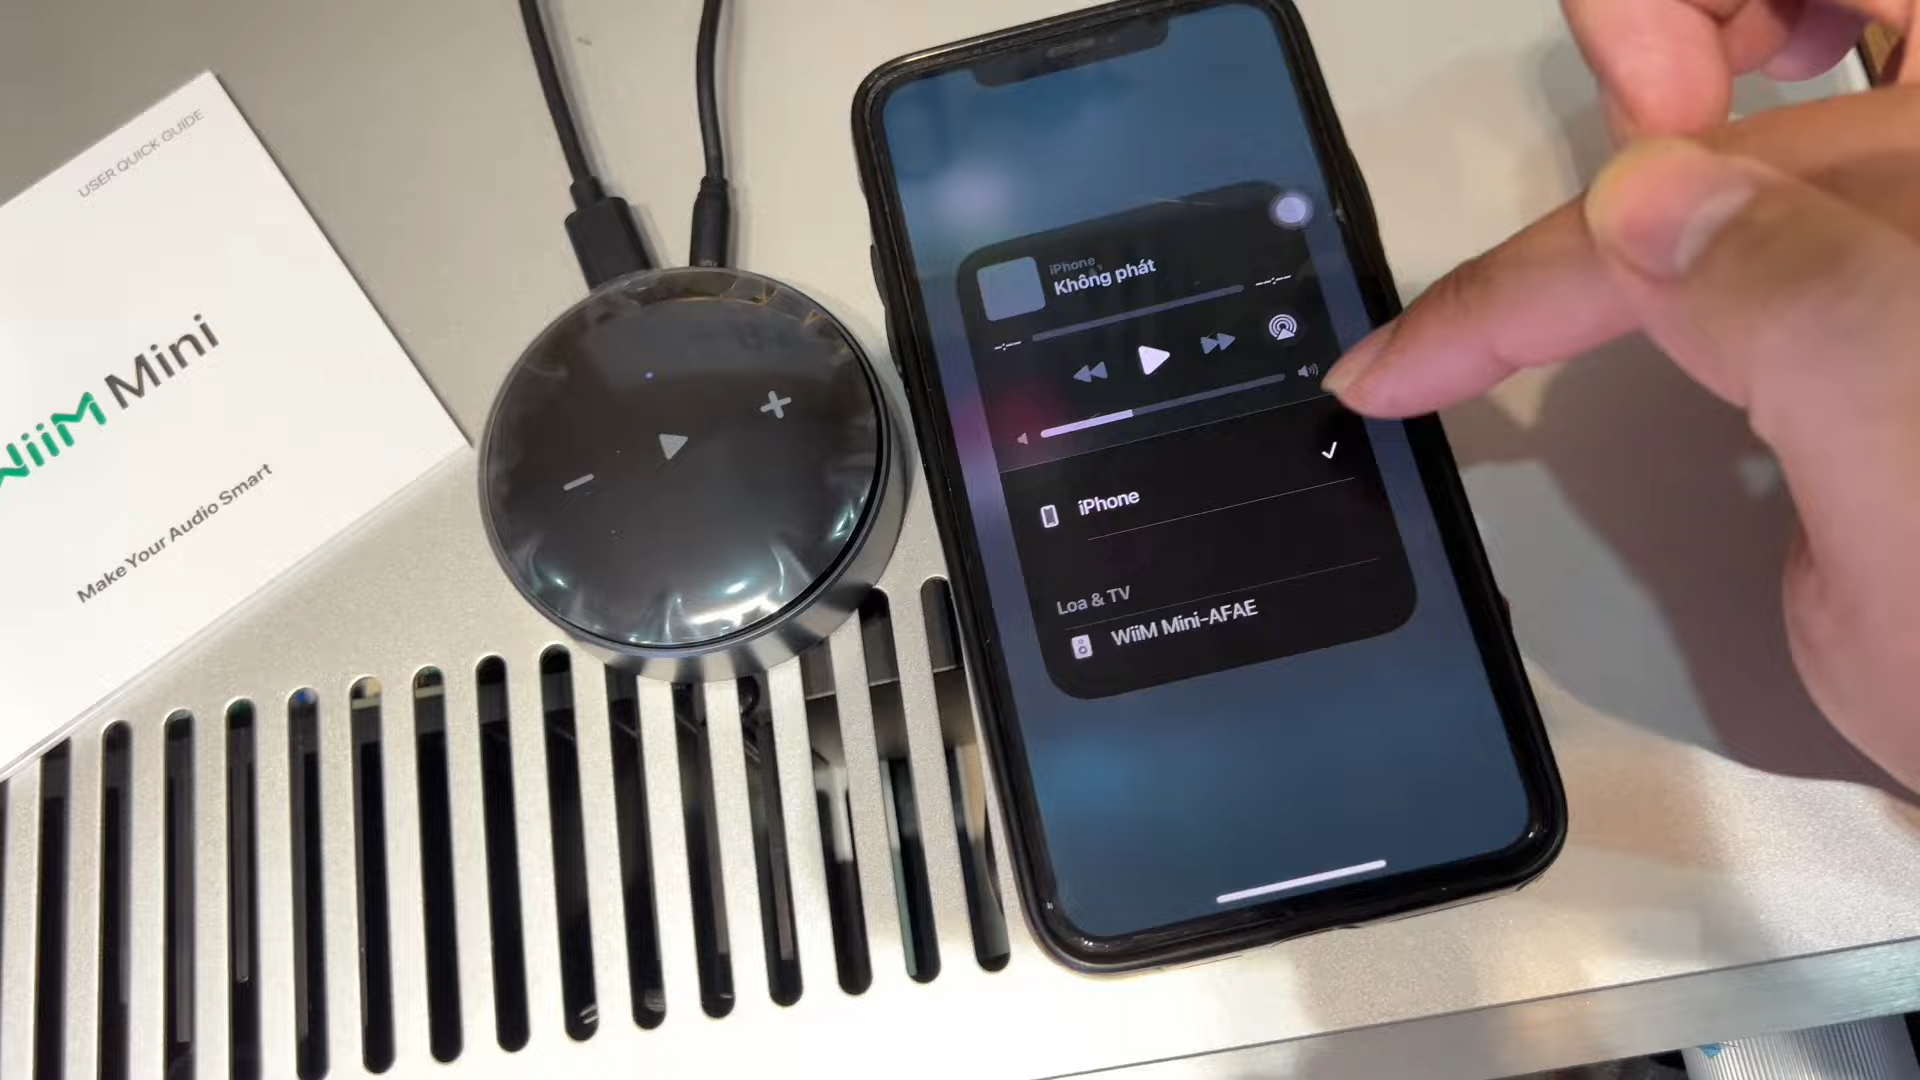 USER QUICK GUIDE
WiiM Mini
Make Your Audio Smart
iPhone
Không phát
--:--
--:--
iPhone
Loa & TV
WiiM Mini-AFAE